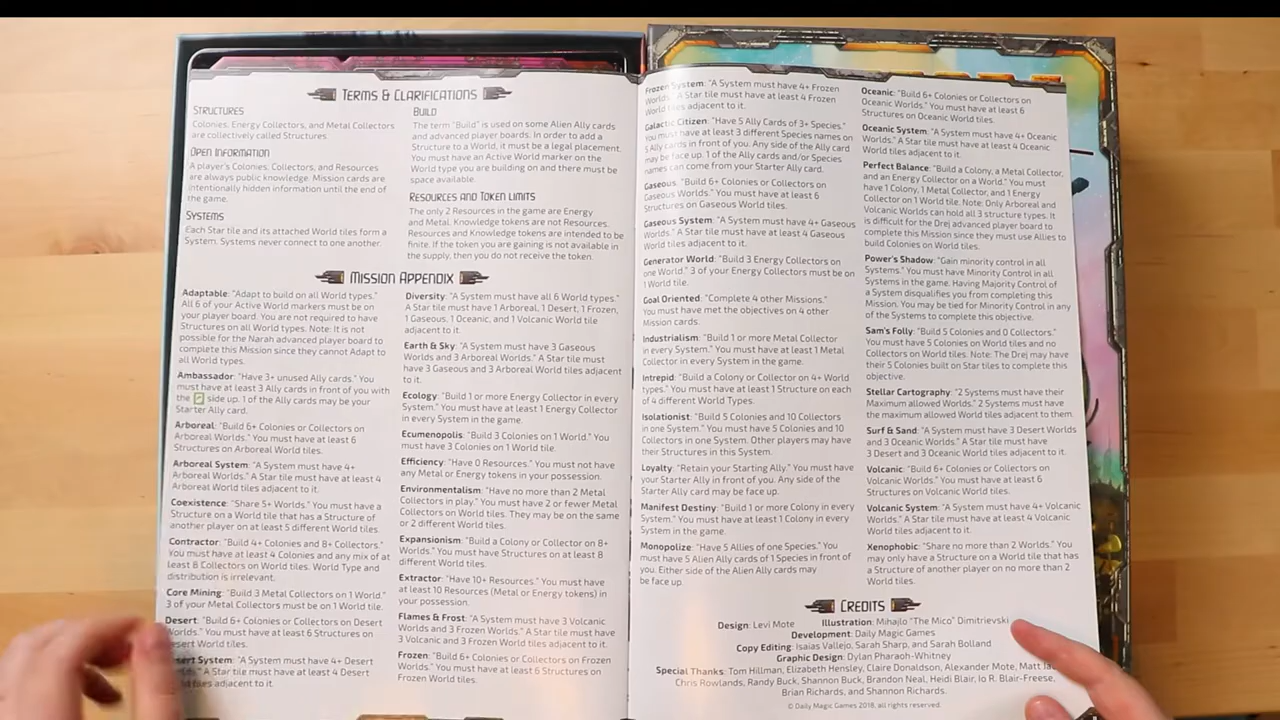 TERMS & CLARIFICATIONS
STRUCTURES
Colonies, Energy Collectors, and Metal Collectors
are collectively called Structures.
OPEN INFORMATION
A player's Colonies, Collectors, and Resources
are always public knowledge. Mission cards are
intentionally hidden information until the end of
the game.
SYSTEMS
Each Star tile and its attached World tiles form a
System. Systems never connect to one another.
BUILD
The term "Build" is used on some Alien Ally cards
and advanced player boards. In order to add a
Structure to a World, it must be a legal placement.
You must have an Active World marker on the
World type you are building on and there must be
space available.
RESOURCES AND TOKEN LIMITS
The only 2 Resources in the game are Energy
and Metal. Knowledge tokens are not Resources.
Resources and Knowledge tokens are intended to be
finite. If the token you are gaining is not available in
the supply, then you do not receive the token.
MISSION APPENDIX
Adaptable: "Adapt to build on all World types."
All 6 of your Active World markers must be on
your player board. You are not required to have
Structures on all World types. Note: It is not
possible for the Narah advanced player board to
complete this Mission since they cannot Adapt to
all World types.
Ambassador: "Have 3+ unused Ally cards." You
must have at least 3 Ally cards in front of you with
the side up. 1 of the Ally cards may be your
Starter Ally card.
Arboreal: "Build 6+ Colonies or Collectors on
Arboreal Worlds." You must have at least 6
Structures on Arboreal World tiles.
Arboreal System: "A System must have 4+
Arboreal Worlds." A Star tile must have at least 4
Arboreal World tiles adjacent to it.
Coexistence: "Share 5+ Worlds." You must have a
Structure on a World tile that has a Structure of
another player on at least 5 different World tiles.
Contractor: "Build 4+ Colonies and 8+ Collectors."
You must have at least 4 Colonies and any mix of at
least 8 Collectors on World tiles. World Type and
distribution is irrelevant.
Core Mining: "Build 3 Metal Collectors on 1 World."
3 of your Metal Collectors must be on 1 World tile.
Desert: "Build 6+ Colonies or Collectors on Desert
Worlds." You must have at least 6 Structures on
Desert World tiles.
Desert System: "A System must have 4+ Desert
Worlds." A Star tile must have at least 4 Desert
World tiles adjacent to it.
Diversity: "A System must have all 6 World types."
A Star tile must have 1 Arboreal, 1 Desert, 1 Frozen,
1 Gaseous, 1 Oceanic, and 1 Volcanic World tile
adjacent to it.
Earth & Sky: "A System must have 3 Gaseous
Worlds and 3 Arboreal Worlds." A Star tile must
have 3 Gaseous and 3 Arboreal World tiles adjacent
to it.
Ecology: "Build 1 or more Energy Collector in every
System." You must have at least 1 Energy Collector
in every System in the game.
Ecumenopolis: "Build 3 Colonies on 1 World." You
must have 3 Colonies on 1 World tile.
Efficiency: "Have 0 Resources." You must not have
any Metal or Energy tokens in your possession.
Environmentalism: "Have no more than 2 Metal
Collectors in play." You must have 2 or fewer Metal
Collectors on World tiles. They may be on the same
or 2 different World tiles.
Expansionism: "Build a Colony or Collector on 8+
Worlds." You must have Structures on at least 8
different World tiles.
Extractor: "Have 10+ Resources." You must have
at least 10 Resources (Metal or Energy tokens) in
your possession.
Flames & Frost: "A System must have 3 Volcanic
Worlds and 3 Frozen Worlds." A Star tile must have
3 Volcanic and 3 Frozen World tiles adjacent to it.
Frozen: "Build 6+ Colonies or Collectors on Frozen
Worlds." You must have at least 6 Structures on
Frozen World tiles.
Frozen System: "A System must have 4+ Frozen
Worlds." A Star tile must have at least 4 Frozen
World tiles adjacent to it.
Galactic Citizen: "Have 5 Ally Cards of 3+ Species."
You must have at least 3 different Species names on
5 Ally cards in front of you. Any side of the Ally card
may be face up. 1 of the Ally cards and/or Species
names can come from your Starter Ally card.
Gaseous: "Build 6+ Colonies or Collectors on
Gaseous Worlds." You must have at least 6
Structures on Gaseous World tiles.
Gaseous System: "A System must have 4+ Gaseous
Worlds." A Star tile must have at least 4 Gaseous
World tiles adjacent to it.
Generator World: "Build 3 Energy Collectors on
one World." 3 of your Energy Collectors must be on
1 World tile.
Goal Oriented: "Complete 4 other Missions."
You must have met the objectives on 4 other
Mission cards.
Industrialism: "Build 1 or more Metal Collector
in every System." You must have at least 1 Metal
Collector in every System in the game.
Intrepid: "Build a Colony or Collector on 4+ World
types." You must have at least 1 Structure on each
of 4 different World Types.
Isolationist: "Build 5 Colonies and 10 Collectors
in one System." You must have 5 Colonies and 10
Collectors in one System. Other players may have
their Structures in this System.
Loyalty: "Retain your Starting Ally." You must have
your Starter Ally in front of you. Any side of the
Starter Ally card may be face up.
Manifest Destiny: "Build 1 or more Colony in every
System." You must have at least 1 Colony in every
System in the game.
Monopolize: "Have 5 Allies of one Species." You
must have 5 Alien Ally cards of 1 Species in front of
you. Either side of the Alien Ally cards may
be face up.
Oceanic: "Build 6+ Colonies or Collectors on
Oceanic Worlds." You must have at least 6
Structures on Oceanic World tiles.
Oceanic System: "A System must have 4+ Oceanic
Worlds." A Star tile must have at least 4 Oceanic
World tiles adjacent to it.
Perfect Balance: "Build a Colony, a Metal Collector,
and an Energy Collector on a World." You must
have 1 Colony, 1 Metal Collector, and 1 Energy
Collector on 1 World tile. Note: Only Arboreal and
Volcanic Worlds can hold all 3 structure types. It
is difficult for the Drej advanced player board to
complete this Mission since they must use Allies to
build Colonies on World tiles.
Power's Shadow: "Gain minority control in all
Systems." You must have Minority Control in all
Systems in the game. Having Majority Control of
a System disqualifies you from completing this
Mission. You may be tied for Minority Control in any
of the Systems to complete this objective.
Sam's Folly: "Build 5 Colonies and 0 Collectors."
You must have 5 Colonies on World tiles and no
Collectors on World tiles. Note: The Drej may have
their 5 Colonies built on Star tiles to complete this
objective.
Stellar Cartography: "2 Systems must have their
Maximum allowed Worlds." 2 Systems must have
the maximum allowed World tiles adjacent to them.
Surf & Sand: "A System must have 3 Desert Worlds
and 3 Oceanic Worlds." A Star tile must have
3 Desert and 3 Oceanic World tiles adjacent to it.
Volcanic: "Build 6+ Colonies or Collectors on
Volcanic Worlds." You must have at least 6
Structures on Volcanic World tiles.
Volcanic System: "A System must have 4+ Volcanic
Worlds." A Star tile must have at least 4 Volcanic
World tiles adjacent to it.
Xenophobic: "Share no more than 2 Worlds." You
may only have a Structure on a World tile that has
a Structure of another player on no more than 2
World tiles.
CREDITS
Design: Levi Mote Illustration: Mihajlo "The Mico" Dimitrievski
Development: Daily Magic Games
Copy Editing: Isaias Vallejo, Sarah Sharp, and Sarah Bolland
Graphic Design: Dylan Pharaoh-Whitney
Special Thanks: Tom Hillman, Elizabeth Hensley, Claire Donaldson, Alexander Mote, Matt
Chris Rowlands, Randy Buck, Shannon Buck, Brandon Neal, Heidi Blair, Io R. Blair-Freese,
Brian Richards, and Shannon Richards.
© Daily Magic Games 2018, all rights reserved.